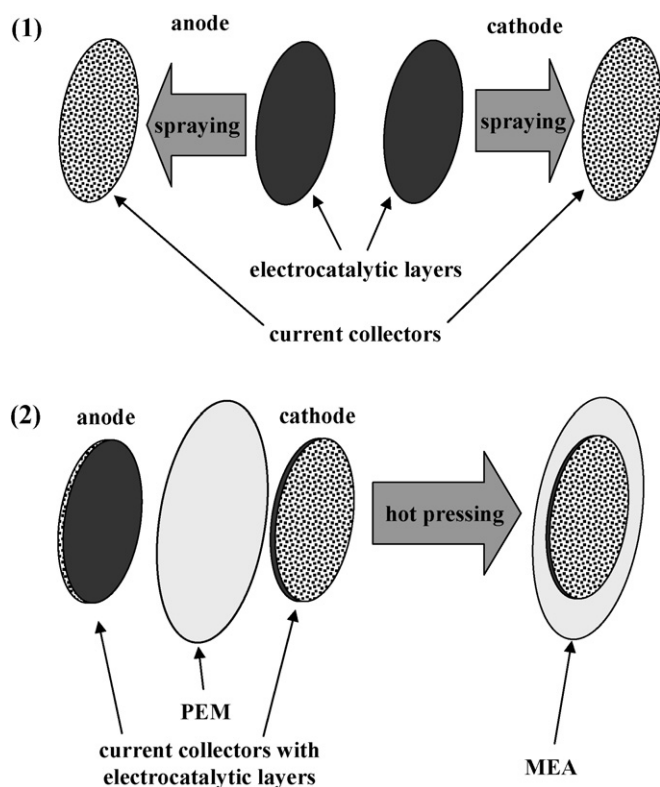 (1)
anode
cathode
spraying
spraying
electrocatalytic layers
current collectors
(2)
anode
cathode
hot pressing
PEM
current collectors with
electrocatalytic layers
MEA